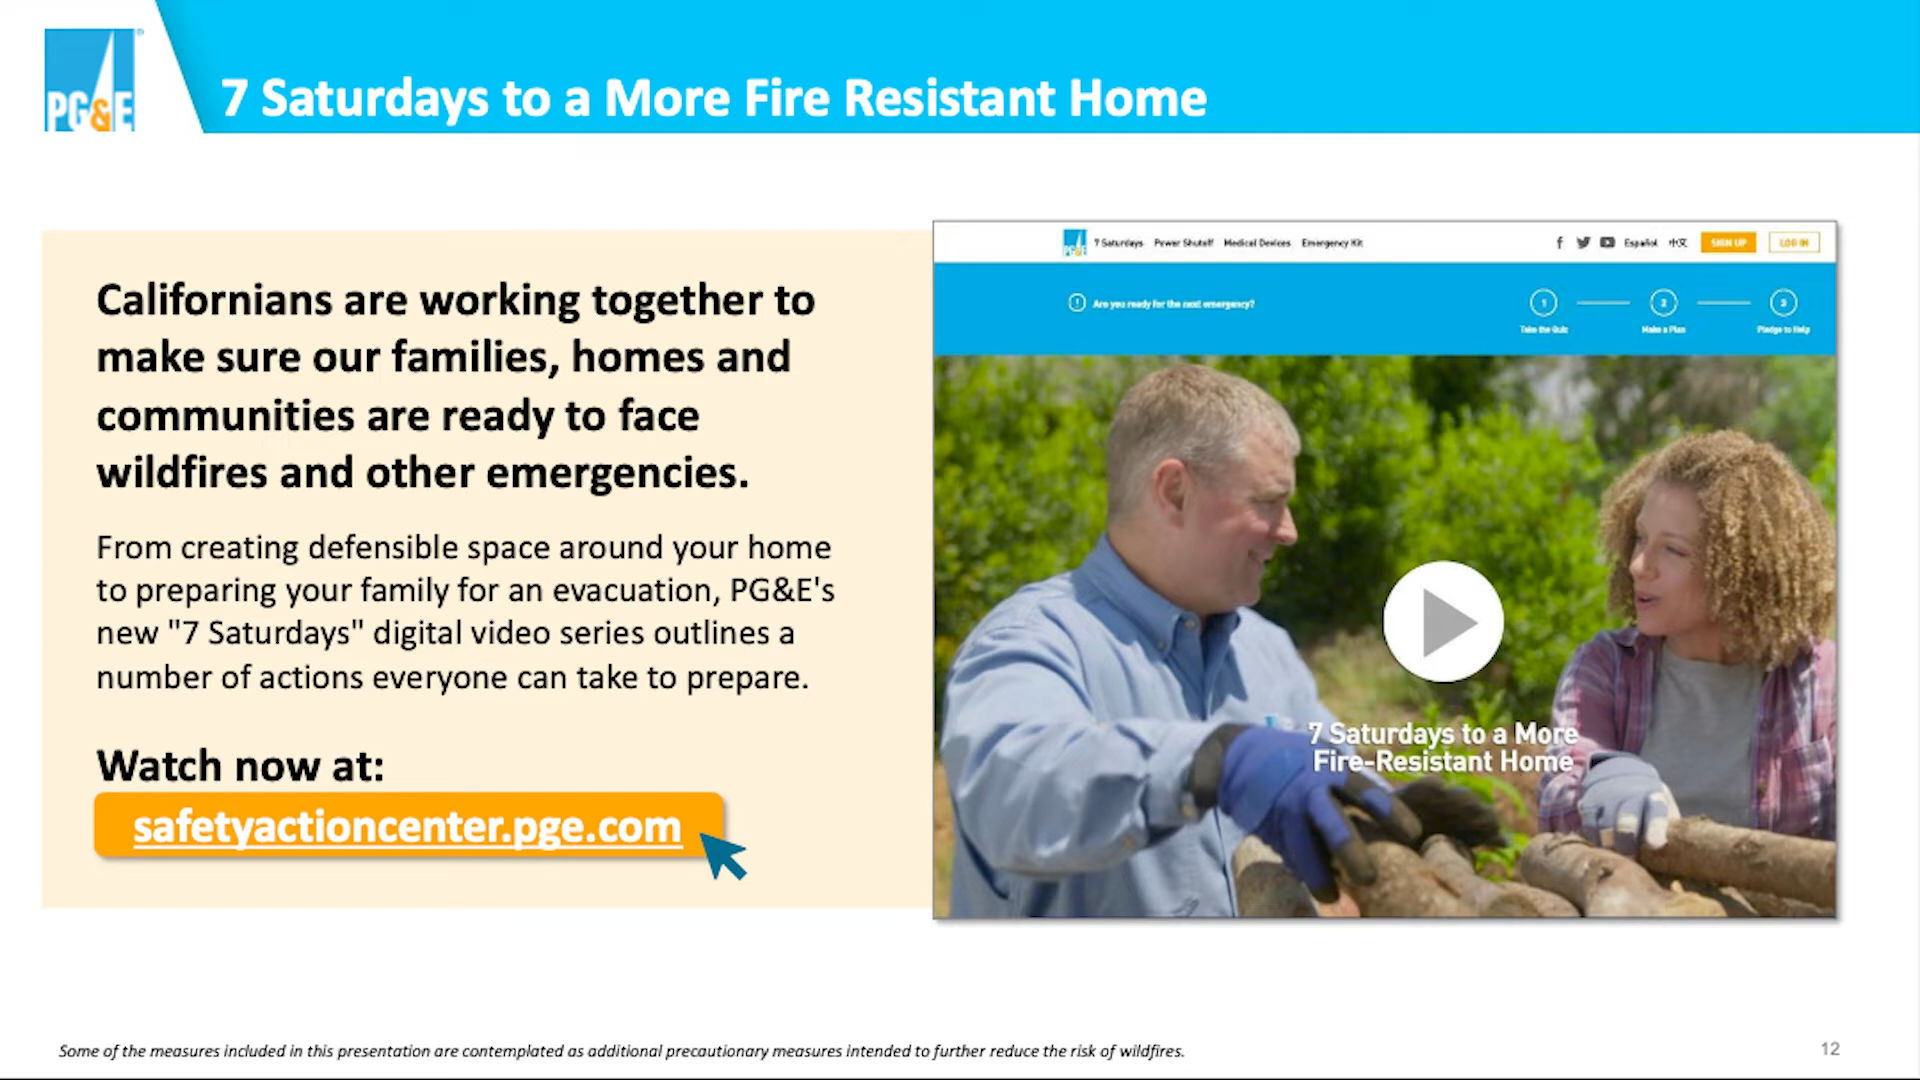 PG&E
7 Saturdays to a More Fire Resistant Home
Californians are working together to
make sure our families, homes and
communities are ready to face
wildfires and other emergencies.
From creating defensible space around your home
to preparing your family for an evacuation, PG&E's
new "7 Saturdays" digital video series outlines a
number of actions everyone can take to prepare.
Watch now at:
safetyactioncenter.pge.com
PG&E 7 Saturdays Power Shutoff Medical Devices Emergency Kit Español 中文 SIGN UP LOG IN
Are you ready for the next emergency?
1 2 3
Take the Quiz Make a Plan Pledge to Help
7 Saturdays to a More
Fire-Resistant Home
Some of the measures included in this presentation are contemplated as additional precautionary measures intended to further reduce the risk of wildfires.
12